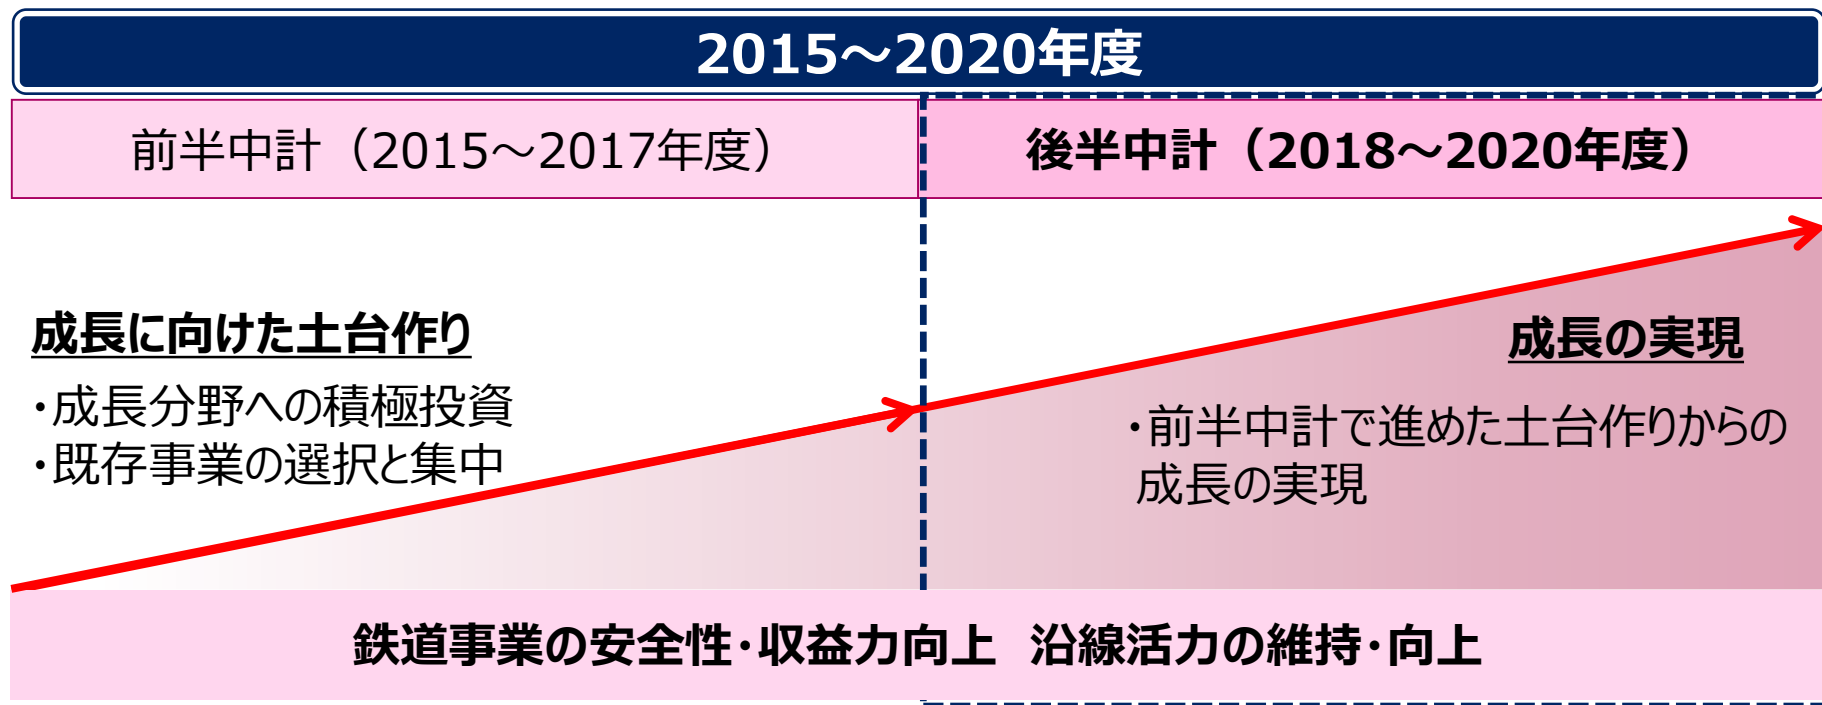 2015～2020年度
前半中計（2015～2017年度）
後半中計（2018～2020年度）
成長に向けた土台作り
・成長分野への積極投資
・既存事業の選択と集中
成長の実現
・前半中計で進めた土台作りからの
成長の実現
鉄道事業の安全性・収益力向上　沿線活力の維持・向上